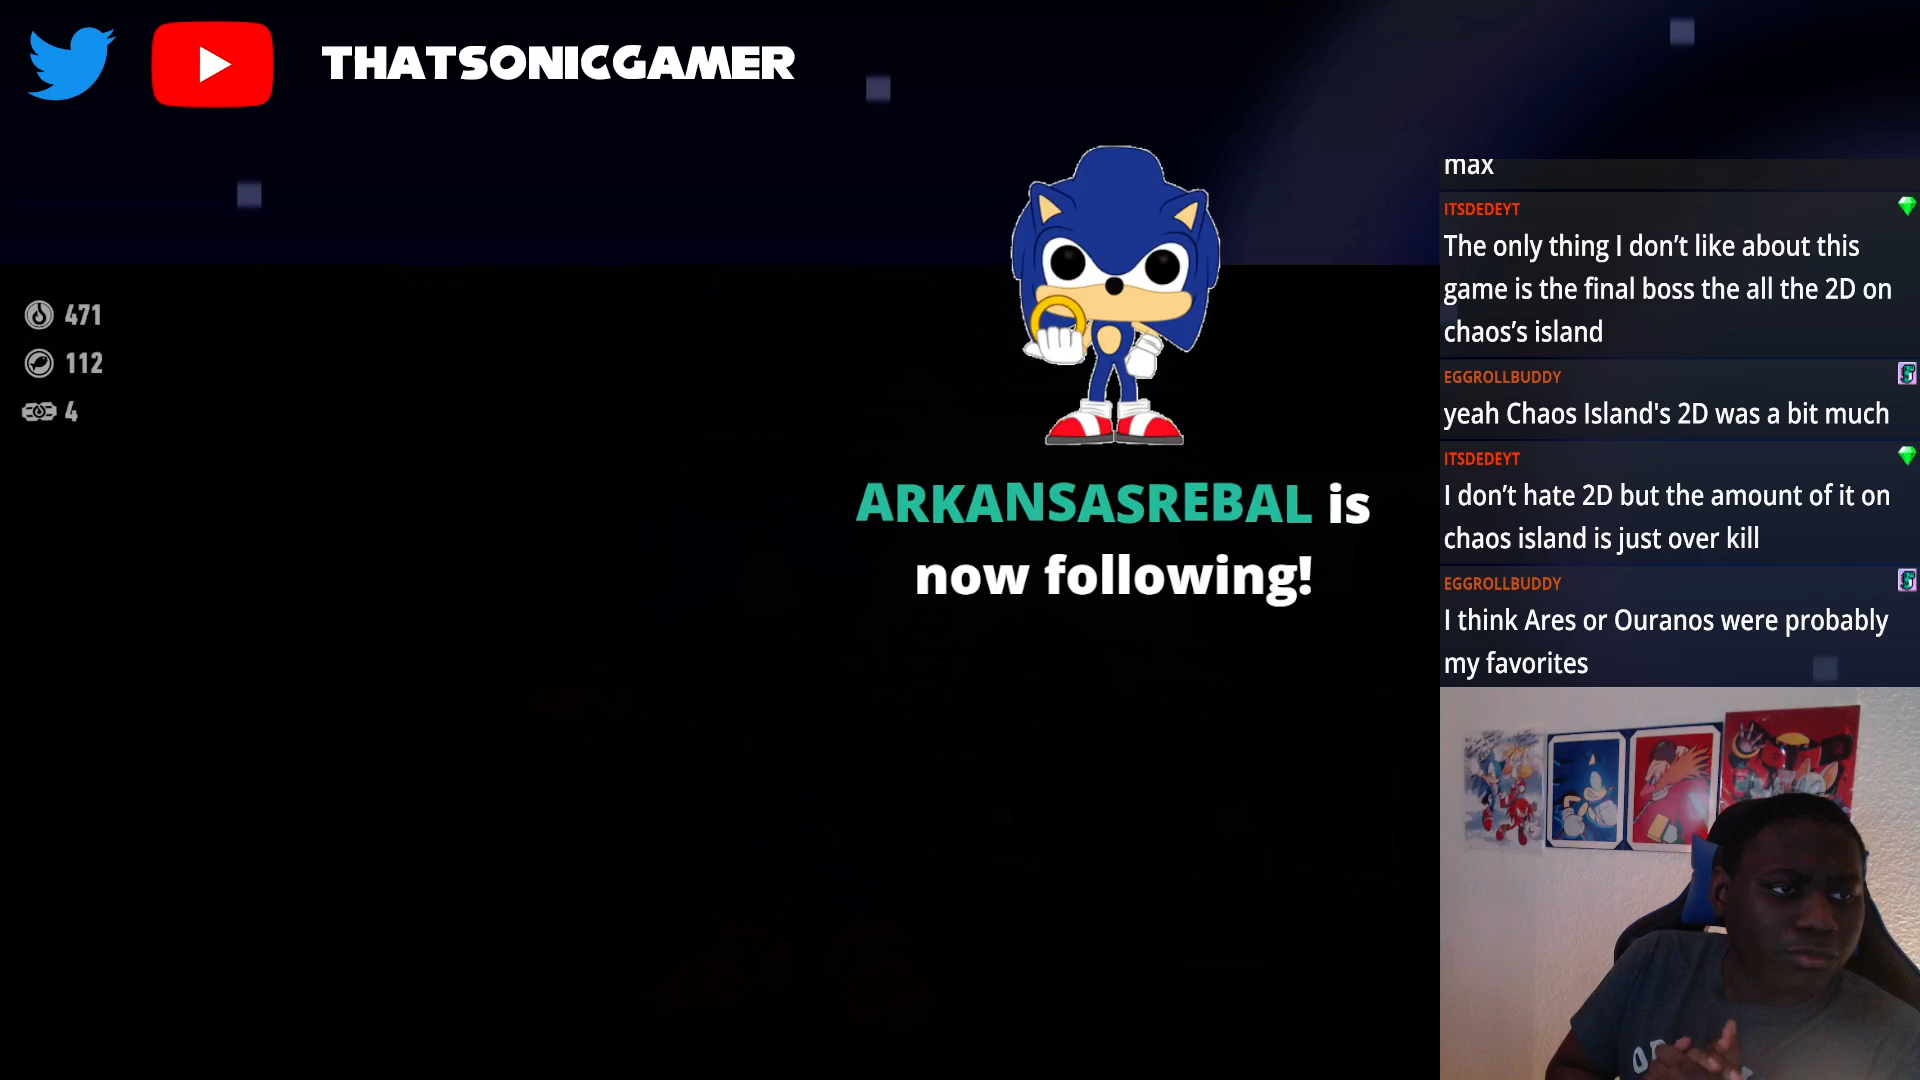 THATSONICGAMER
471
112
4
ARKANSASREBAL is
now following!
max
ITSDEDEYT
The only thing I don't like about this
game is the final boss the all the 2D on
chaos's island
EGGROLLBUDDY
yeah Chaos Island's 2D was a bit much
ITSDEDEYT
I don't hate 2D but the amount of it on
chaos island is just over kill
EGGROLLBUDDY
I think Ares or Ouranos were probably
my favorites